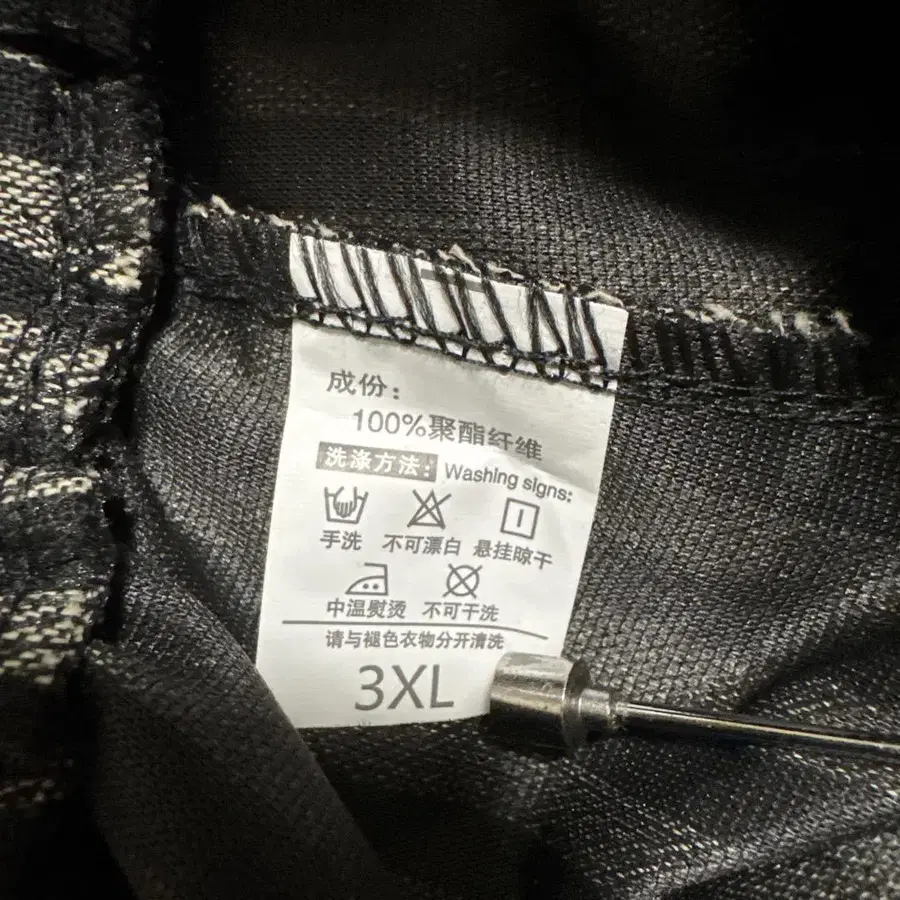 成份：
100%聚酯纤维
洗涤方法：Washing signs:
手洗 不可漂白 悬挂晾干
中温熨烫 不可干洗
请与褪色衣物分开清洗
3XL